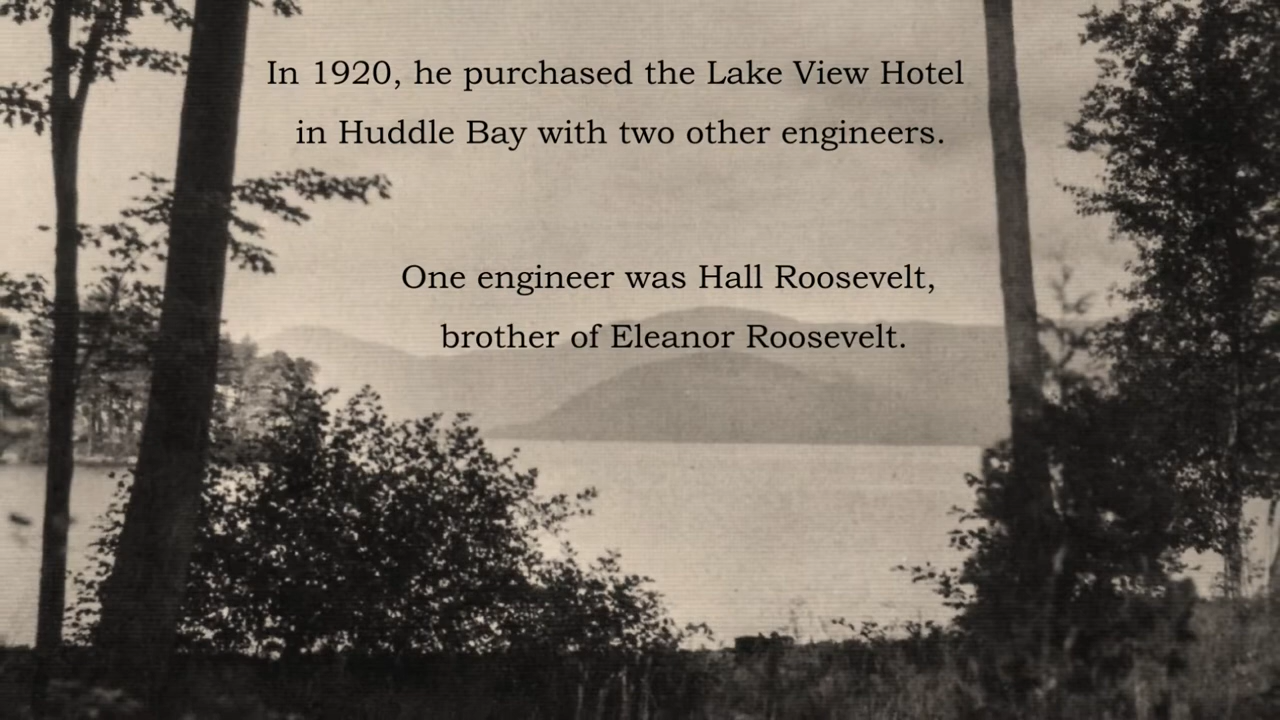 In 1920, he purchased the Lake View Hotel
in Huddle Bay with two other engineers.
One engineer was Hall Roosevelt,
brother of Eleanor Roosevelt.